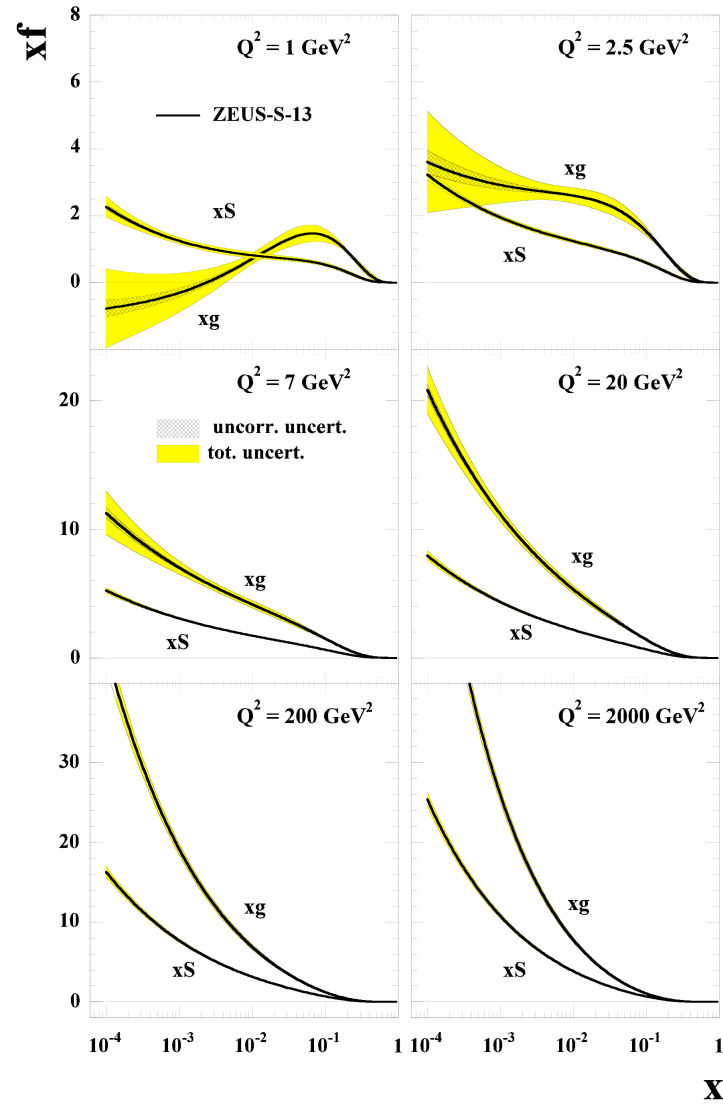 xf
8
Q² = 1 GeV²
Q² = 2.5 GeV²
6
ZEUS-S-13
4
xg
xS
2
xS
0
xg
Q² = 7 GeV²
Q² = 20 GeV²
20
uncorr. uncert.
tot. uncert.
10
xg
xg
xS
xS
0
Q² = 200 GeV²
Q² = 2000 GeV²
30
20
xg
xg
10
xS
xS
0
10⁻⁴ 10⁻³ 10⁻² 10⁻¹ 1 10⁻⁴ 10⁻³ 10⁻² 10⁻¹ 1
x